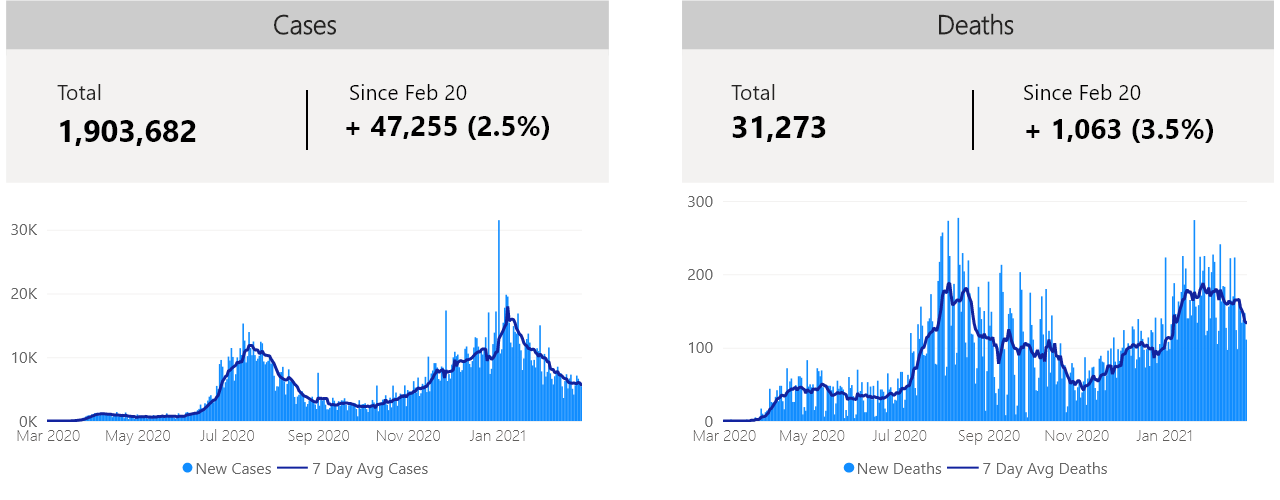 Cases
Total
1,903,682
Since Feb 20
+ 47,255 (2.5%)
30K
20K
10K
0K
Mar 2020 May 2020 Jul 2020 Sep 2020 Nov 2020 Jan 2021
New Cases 7 Day Avg Cases
Deaths
Total
31,273
Since Feb 20
+ 1,063 (3.5%)
300
200
100
0
Mar 2020 May 2020 Jul 2020 Sep 2020 Nov 2020 Jan 2021
New Deaths 7 Day Avg Deaths